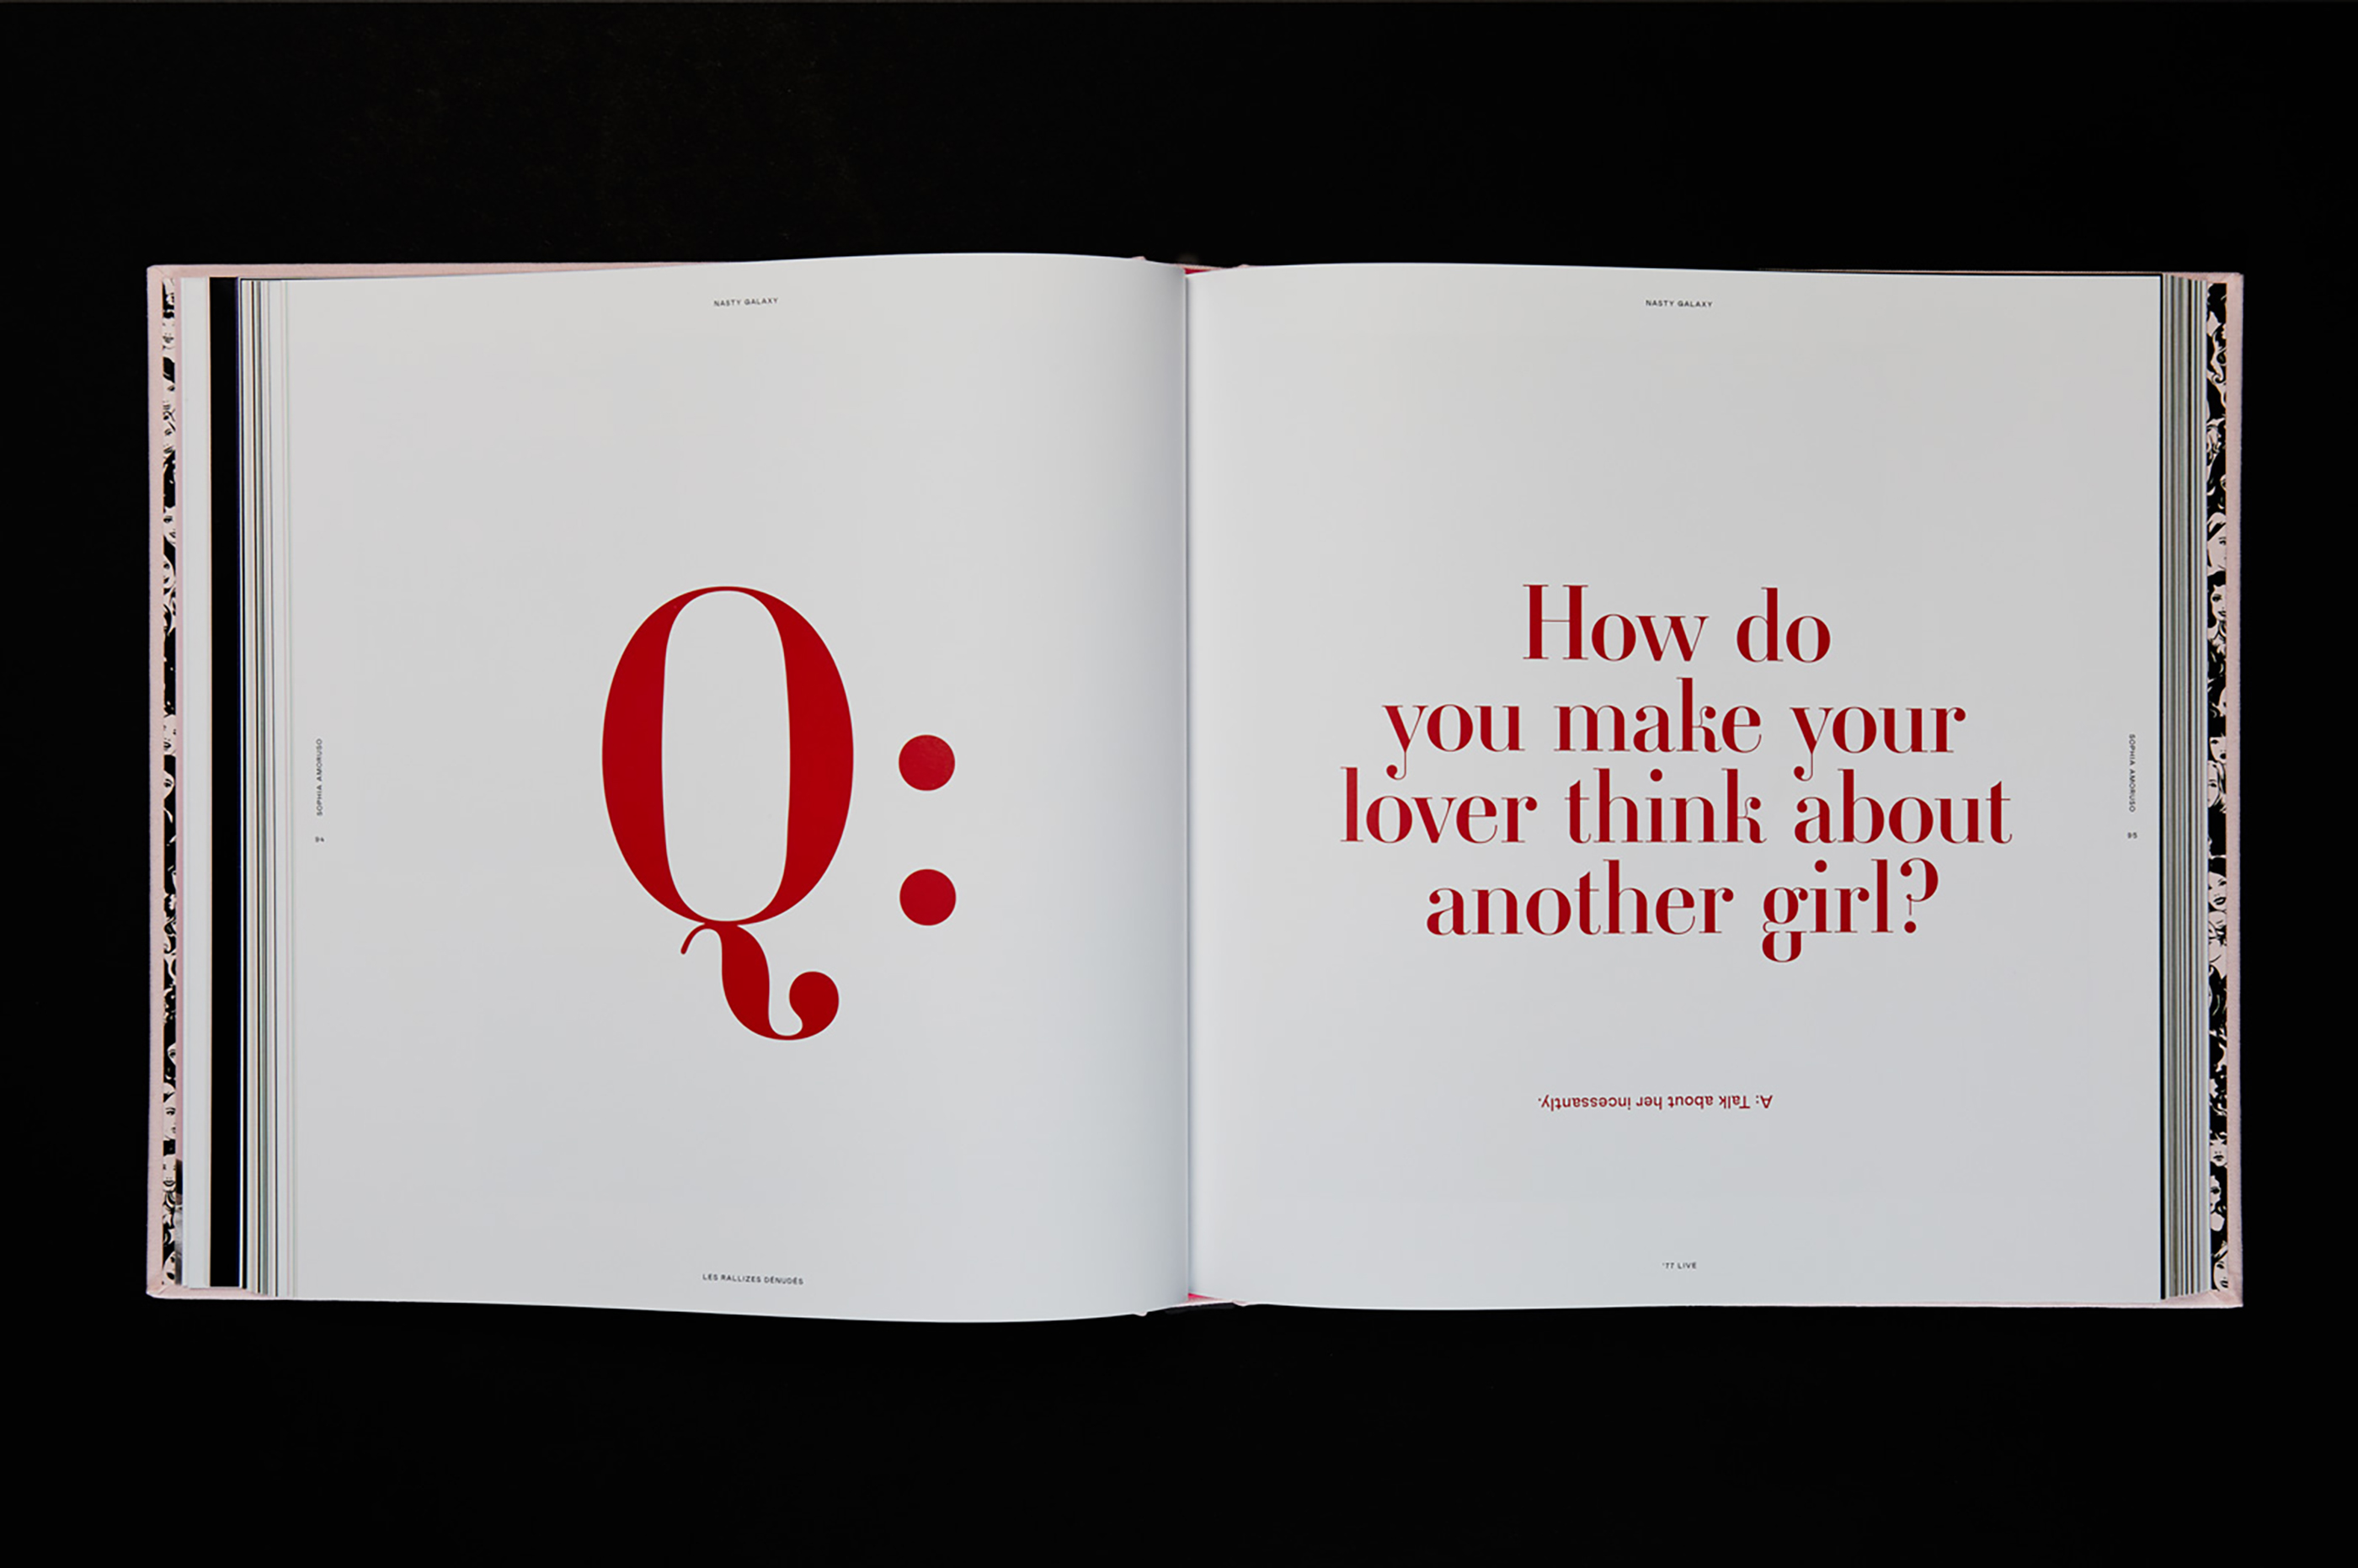 NASTY GALAXY
SOPHIA AMORUSO
94
Q:
LES RALLIZES DÉNUDÉS
NASTY GALAXY
How do
you make your
lover think about
another girl?
A: Talk about her incessantly.
SOPHIA AMORUSO
95
'77 LIVE